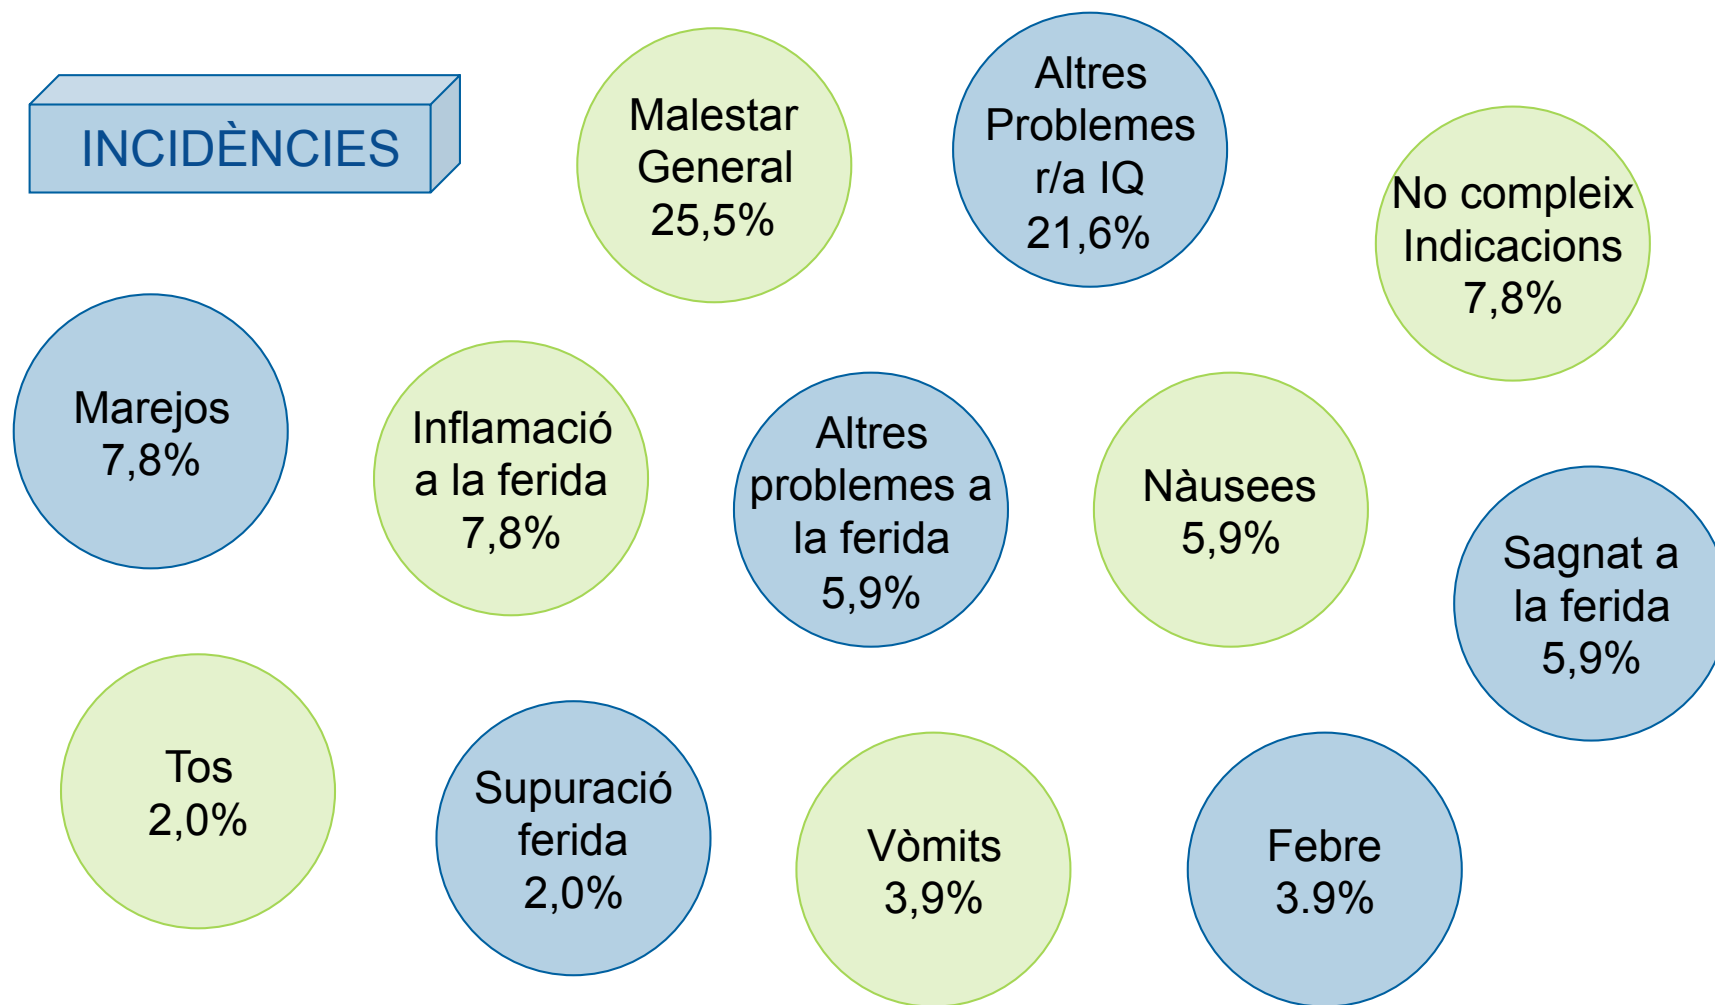 INCIDÈNCIES
Malestar
General
25,5%
Altres
Problemes
r/a IQ
21,6%
No compleix
Indicacions
7,8%
Marejos
7,8%
Inflamació
a la ferida
7,8%
Altres
problemes a
la ferida
5,9%
Nàusees
5,9%
Sagnat a
la ferida
5,9%
Tos
2,0%
Supuració
ferida
2,0%
Vòmits
3,9%
Febre
3.9%